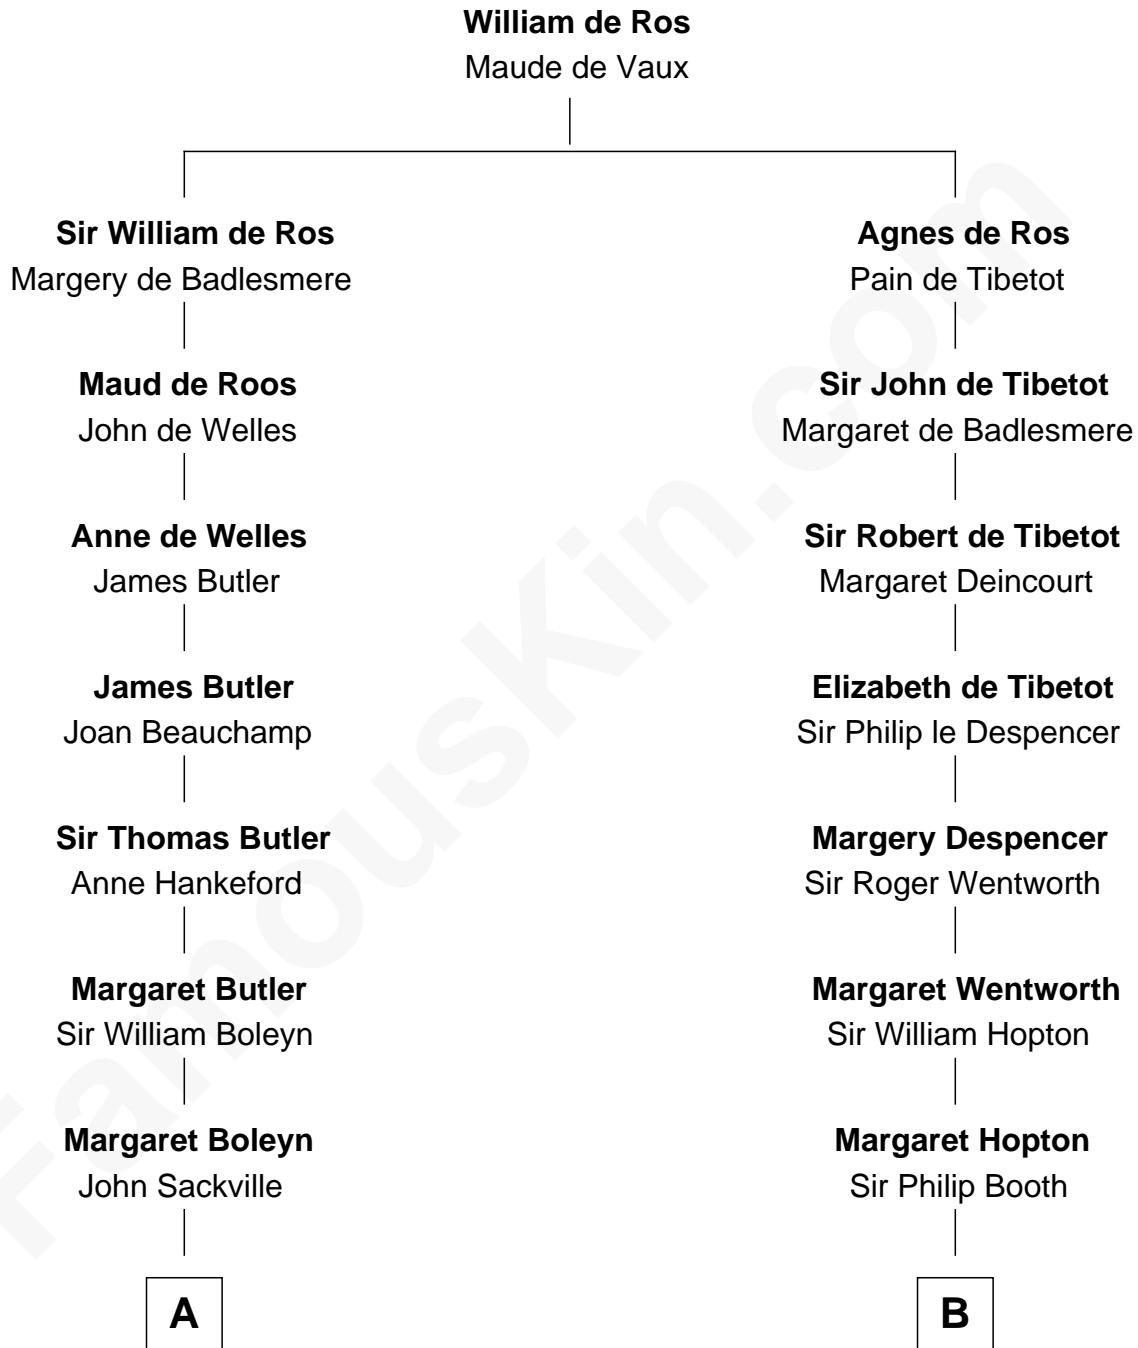 William de Ros
Maude de Vaux
Sir William de Ros
Margery de Badlesmere
Agnes de Ros
Pain de Tibetot
Maud de Roos
John de Welles
Sir John de Tibetot
Margaret de Badlesmere
Anne de Welles
James Butler
Sir Robert de Tibetot
Margaret Deincourt
James Butler
Joan Beauchamp
Elizabeth de Tibetot
Sir Philip le Despencer
Sir Thomas Butler
Anne Hankeford
Margery Despencer
Sir Roger Wentworth
Margaret Butler
Sir William Boleyn
Margaret Wentworth
Sir William Hopton
Margaret Boleyn
John Sackville
Margaret Hopton
Sir Philip Booth
A
B
FamousKin.com